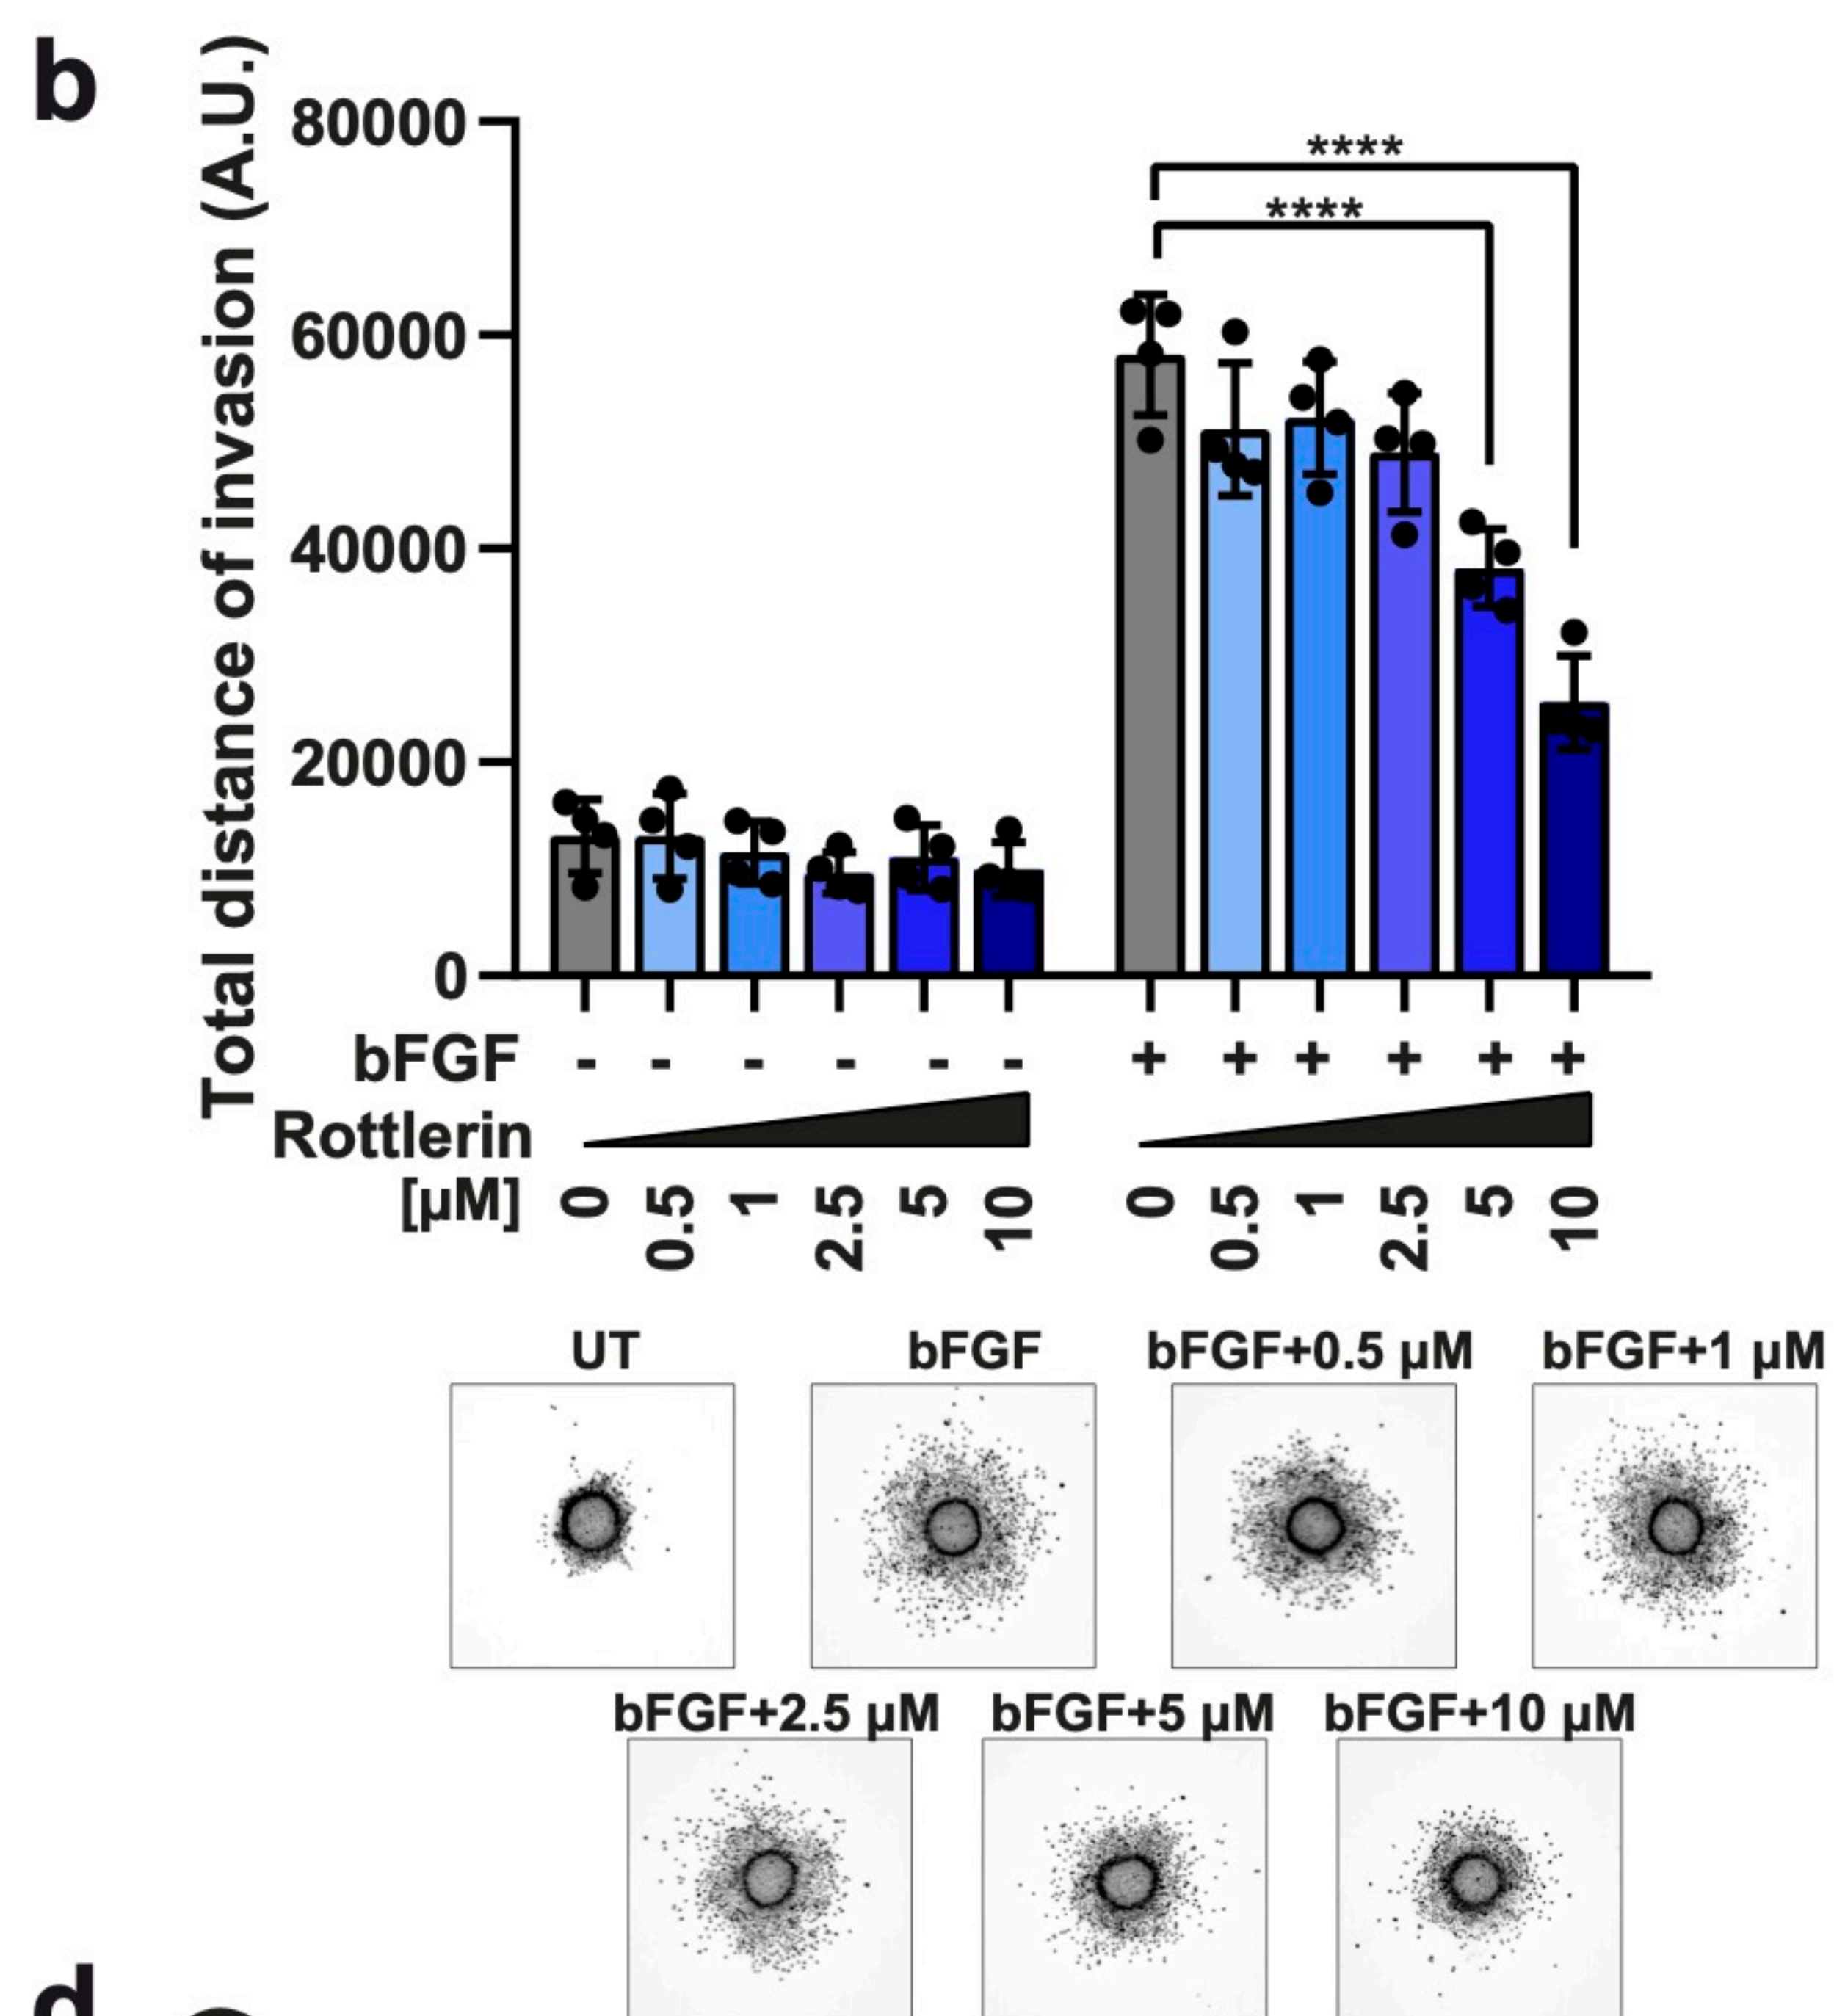 b
Total distance of invasion (A.U.)
80000
60000
40000
20000
0
****
****
bFGF - - - - - - + + + + + +
Rottlerin
[µM] 0 0.5 1 2.5 5 10 0 0.5 1 2.5 5 10
UT bFGF bFGF+0.5 µM bFGF+1 µM
bFGF+2.5 µM bFGF+5 µM bFGF+10 µM
d